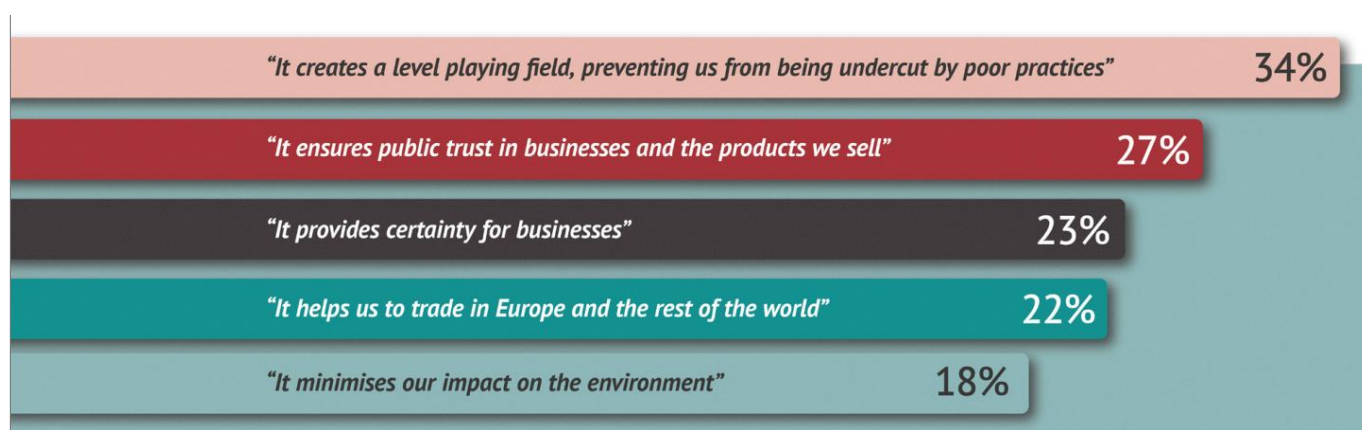 “It creates a level playing field, preventing us from being undercut by poor practices” 34%
“It ensures public trust in businesses and the products we sell” 27%
“It provides certainty for businesses” 23%
“It helps us to trade in Europe and the rest of the world” 22%
“It minimises our impact on the environment” 18%